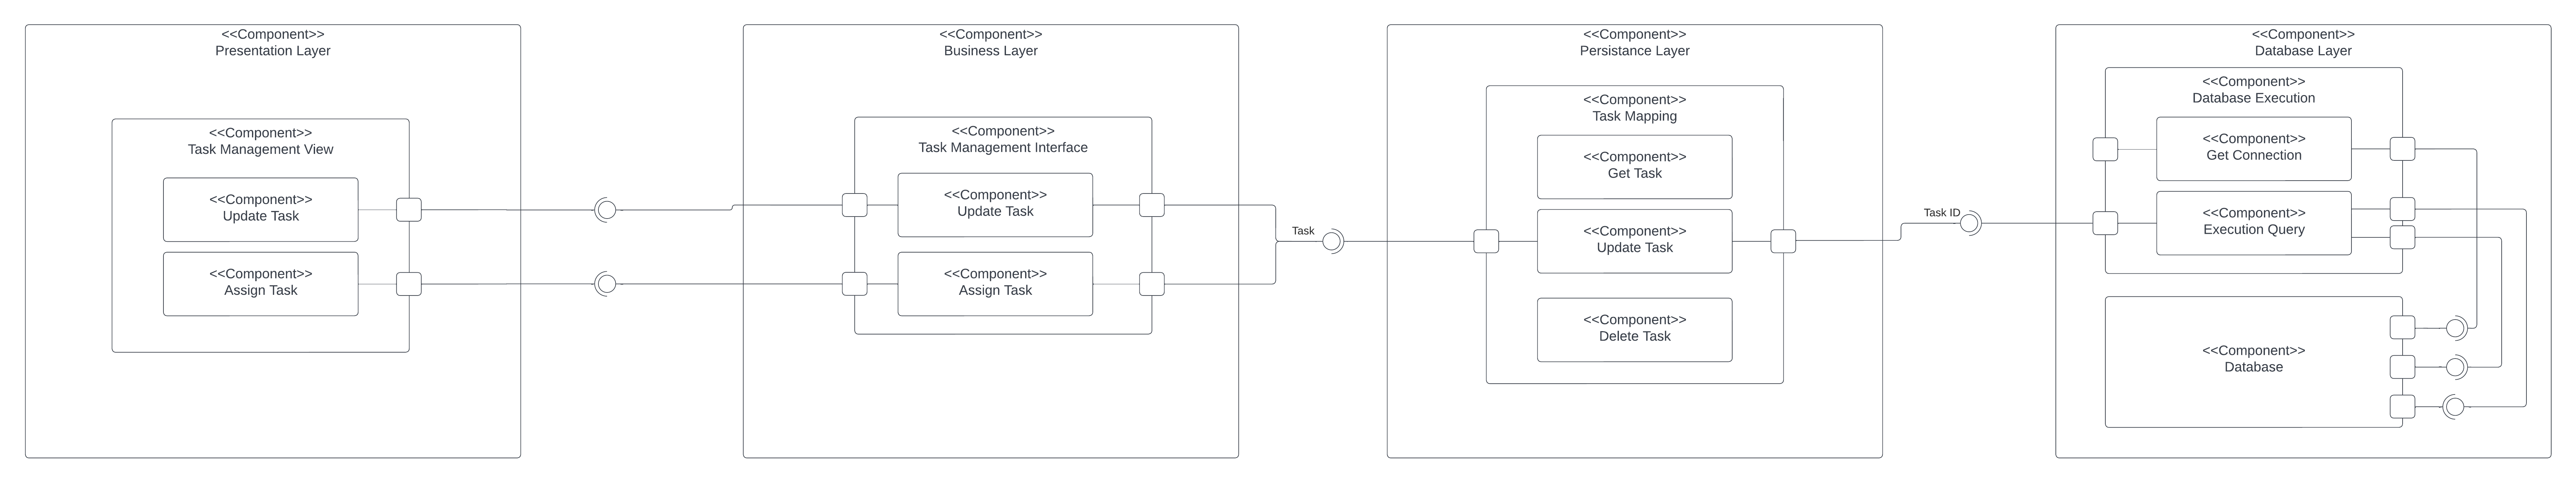 <<Component>>
Presentation Layer
<<Component>>
Task Management View
<<Component>>
Update Task
<<Component>>
Assign Task
<<Component>>
Business Layer
<<Component>>
Task Management Interface
<<Component>>
Update Task
<<Component>>
Assign Task
Task
<<Component>>
Persistance Layer
<<Component>>
Task Mapping
<<Component>>
Get Task
<<Component>>
Update Task
<<Component>>
Delete Task
Task ID
<<Component>>
Database Layer
<<Component>>
Database Execution
<<Component>>
Get Connection
<<Component>>
Execution Query
<<Component>>
Database